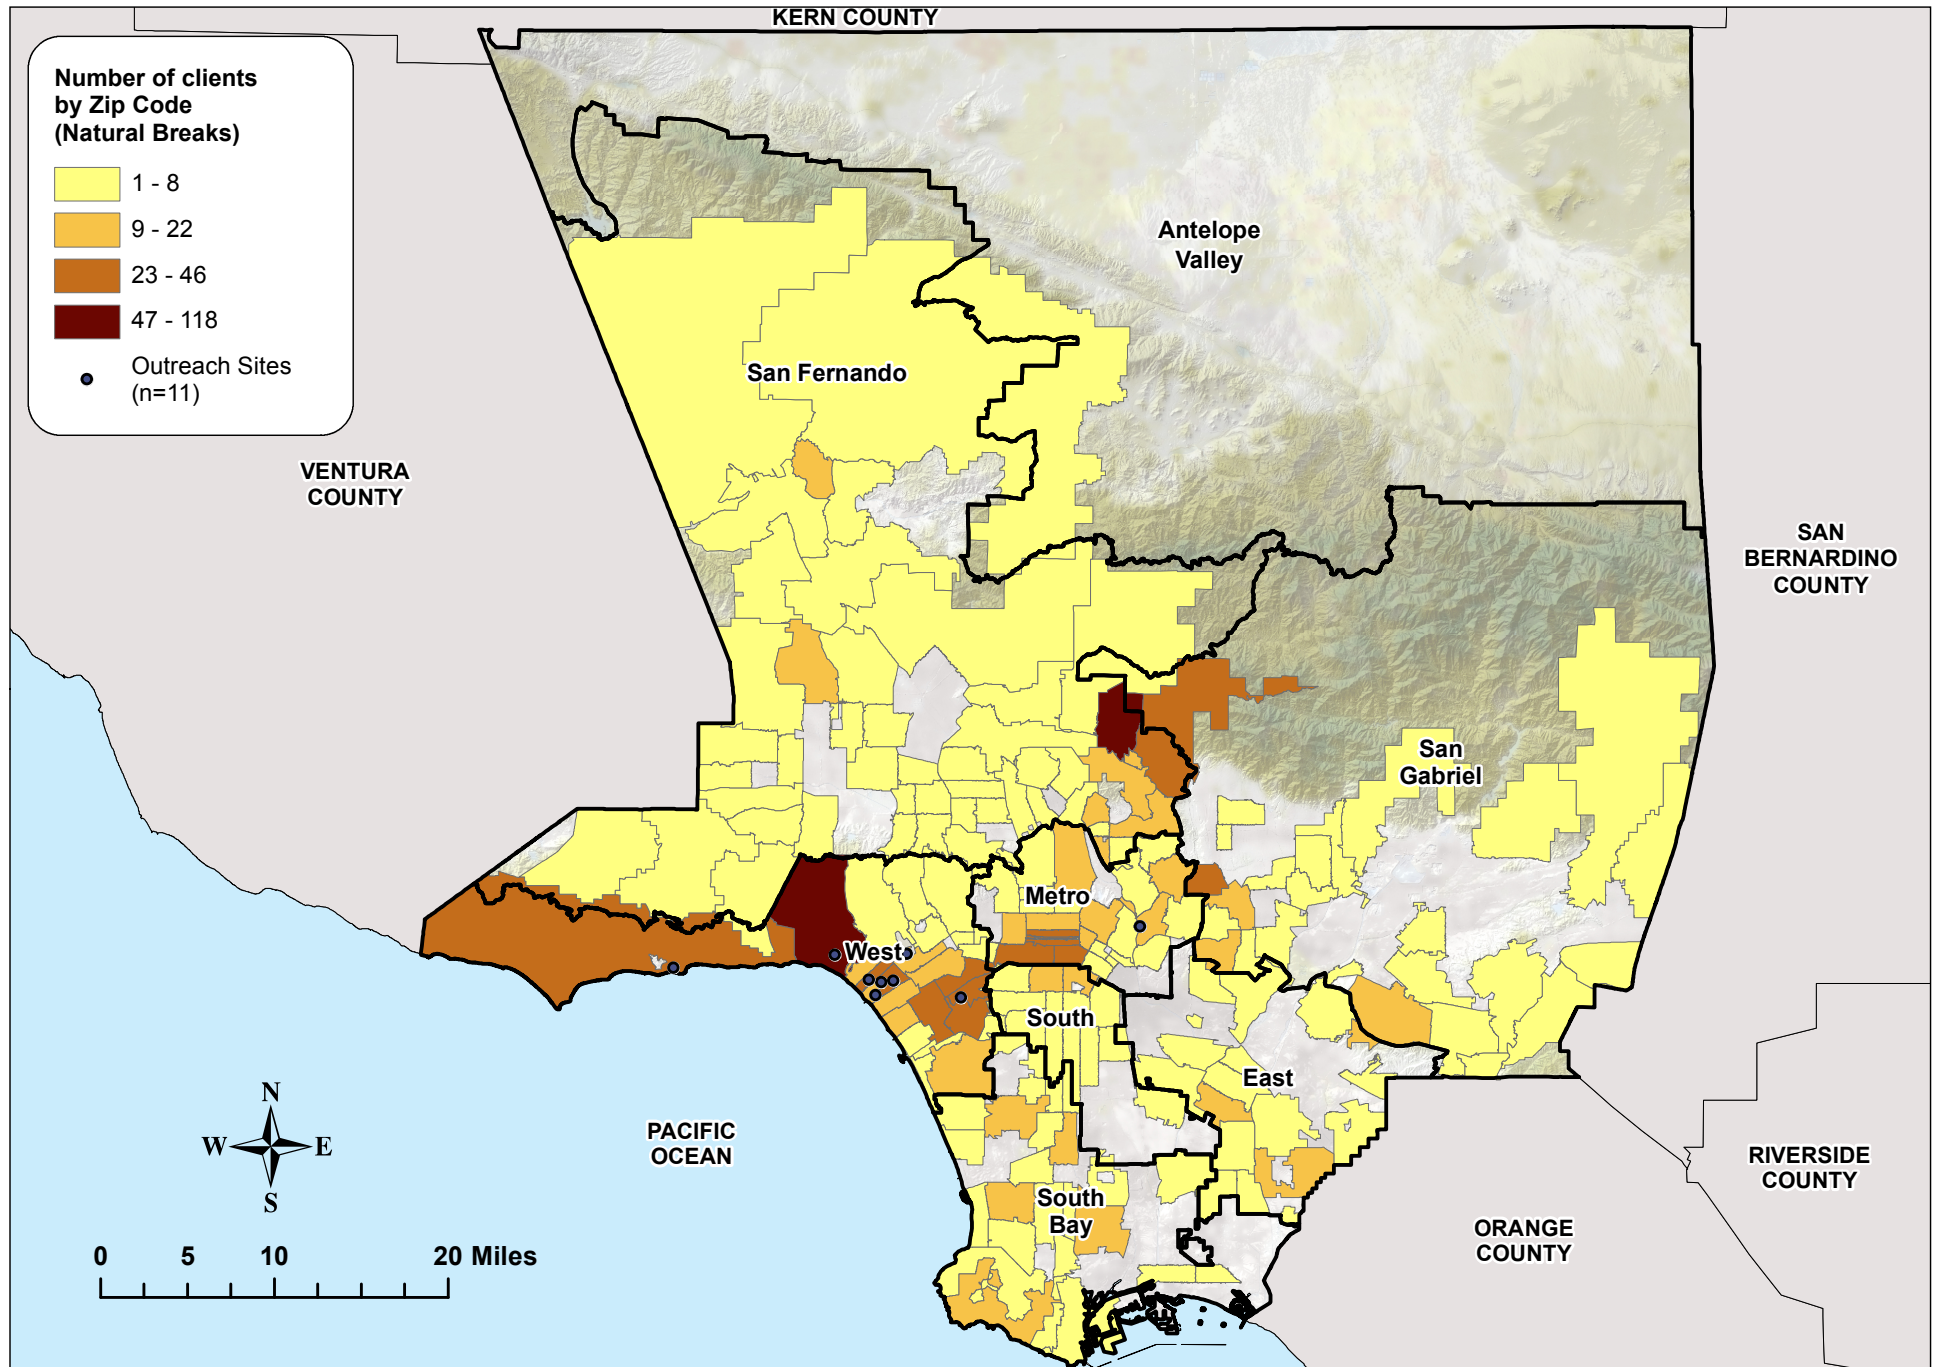 KERN COUNTY
Number of clients
by Zip Code
(Natural Breaks)
1 - 8
9 - 22
23 - 46
47 - 118
Outreach Sites
(n=11)
Antelope
Valley
San Fernando
VENTURA
COUNTY
SAN
BERNARDINO
COUNTY
San
Gabriel
Metro
West
South
East
N
W
E
S
PACIFIC
OCEAN
RIVERSIDE
COUNTY
South
Bay
ORANGE
COUNTY
0 5 10 20 Miles